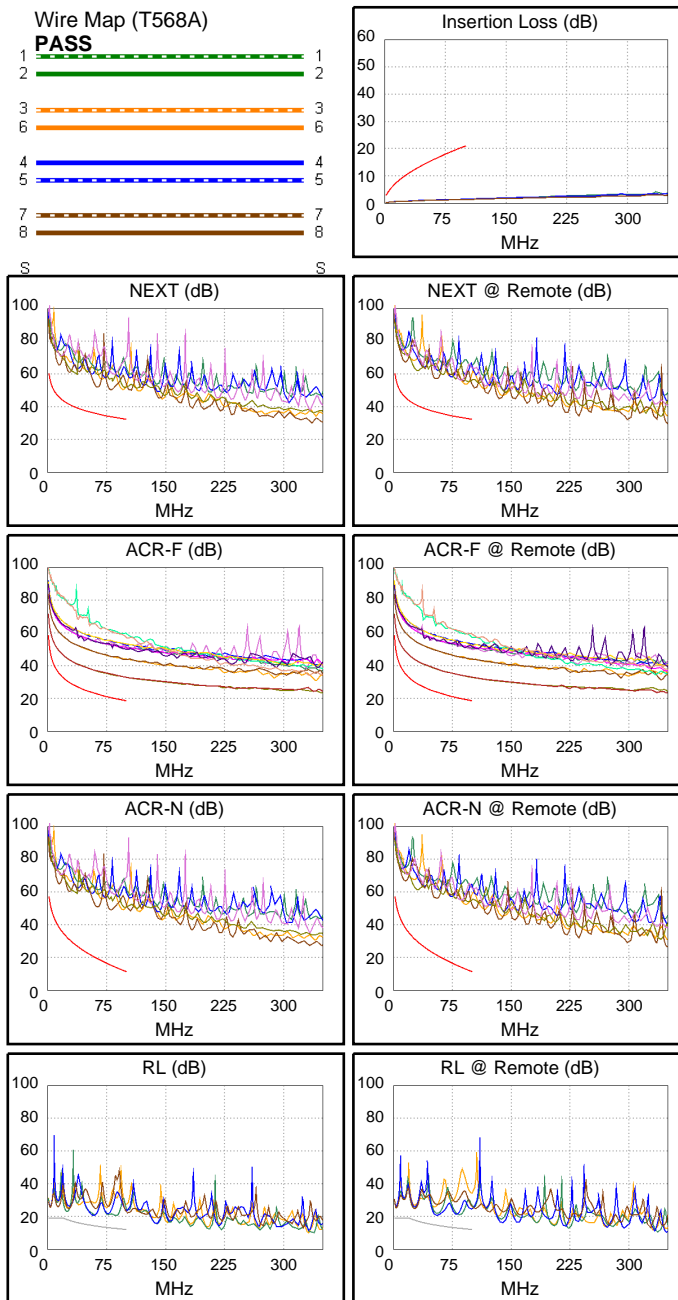 Wire Map (T568A)
PASS
1 1
2 2
3 3
6 6
4 4
5 5
7 7
8 8
S S
Insertion Loss (dB)
60
50
40
30
20
10
0
0 75 150 225 300
MHz
NEXT (dB)
100
80
60
40
20
0
0 75 150 225 300
MHz
NEXT @ Remote (dB)
100
80
60
40
20
0
0 75 150 225 300
MHz
ACR-F (dB)
100
80
60
40
20
0
0 75 150 225 300
MHz
ACR-F @ Remote (dB)
100
80
60
40
20
0
0 75 150 225 300
MHz
ACR-N (dB)
100
80
60
40
20
0
0 75 150 225 300
MHz
ACR-N @ Remote (dB)
100
80
60
40
20
0
0 75 150 225 300
MHz
RL (dB)
100
80
60
40
20
0
0 75 150 225 300
MHz
RL @ Remote (dB)
100
80
60
40
20
0
0 75 150 225 300
MHz